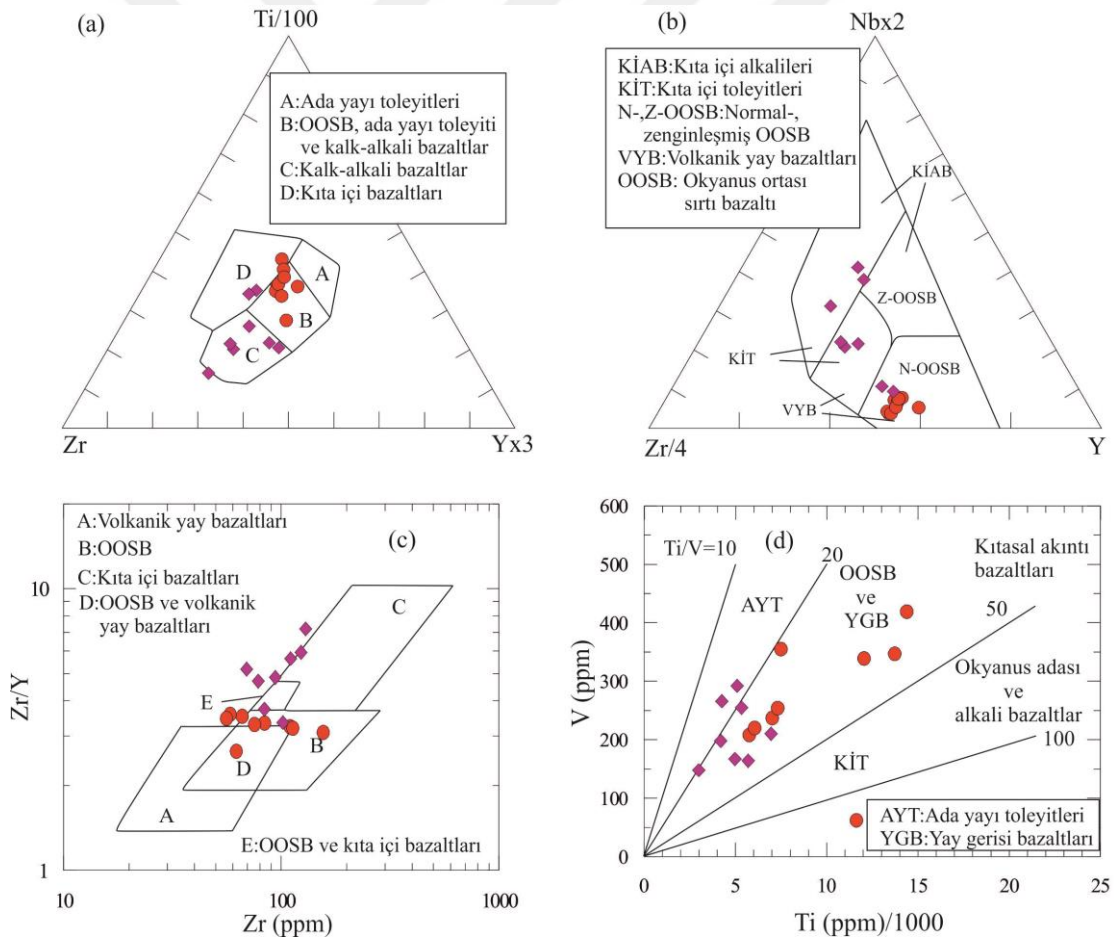 (a)
Ti/100
A:Ada yayı toleyitleri
B:OOSB, ada yayı toleyiti
ve kalk-alkali bazaltlar
C:Kalk-alkali bazaltlar
D:Kıta içi bazaltları
D
A
B
C
Zr
Yx3
(b)
Nbx2
KİAB:Kıta içi alkalileri
KİT:Kıta içi toleyitleri
N-,Z-OOSB:Normal-,
zenginleşmiş OOSB
VYB:Volkanik yay bazaltları
OOSB: Okyanus ortası
sırtı bazaltı
KİAB
Z-OOSB
KİT
N-OOSB
VYB
Zr/4
Y
(c)
A:Volkanik yay bazaltları
B:OOSB
C:Kıta içi bazaltları
D:OOSB ve volkanik
yay bazaltları
C
E
B
D
A
E:OOSB ve kıta içi bazaltları
10
1
Zr/Y
10
100
1000
Zr (ppm)
(d)
600
500
400
300
200
100
0
V (ppm)
Ti/V=10
20
Kıtasal akıntı
bazaltları
AYT
OOSB
ve
YGB
50
Okyanus adası
ve
alkali bazaltlar
100
KİT
AYT:Ada yayı toleyitleri
YGB:Yay gerisi bazaltları
0
5
10
15
20
25
Ti (ppm)/1000